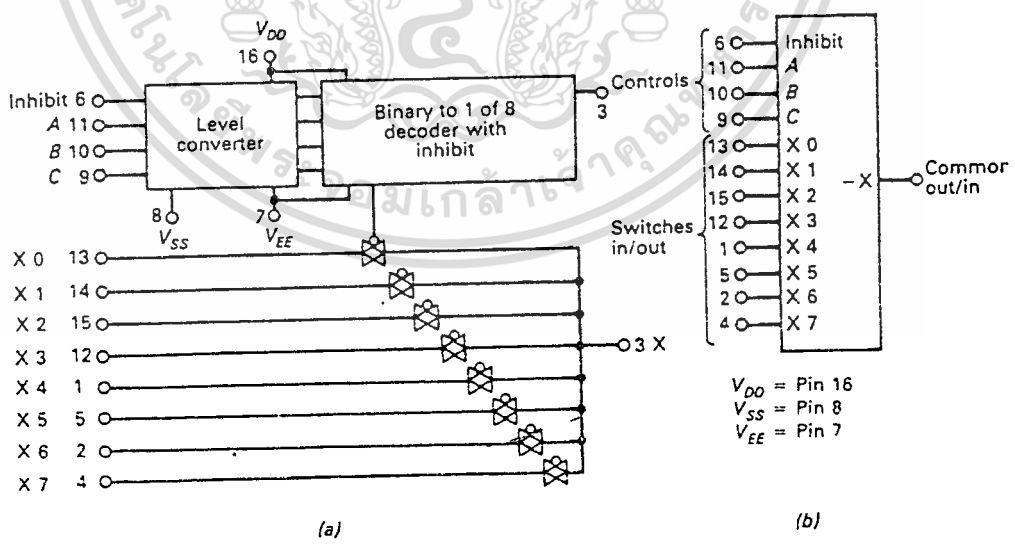 V_DD
16
Inhibit 6
A 11
B 10
C 9
Level
converter
Binary to 1 of 8
decoder with
inhibit
3
8
V_SS
7
V_EE
X 0 13
X 1 14
X 2 15
X 3 12
X 4 1
X 5 5
X 6 2
X 7 4
3 X
(a)
Controls
6 Inhibit
11 A
10 B
9 C
Switches
in/out
13 X 0
14 X 1
15 X 2
12 X 3
1 X 4
5 X 5
2 X 6
4 X 7
-X
Commor
out/in
V_DD = Pin 16
V_SS = Pin 8
V_EE = Pin 7
(b)